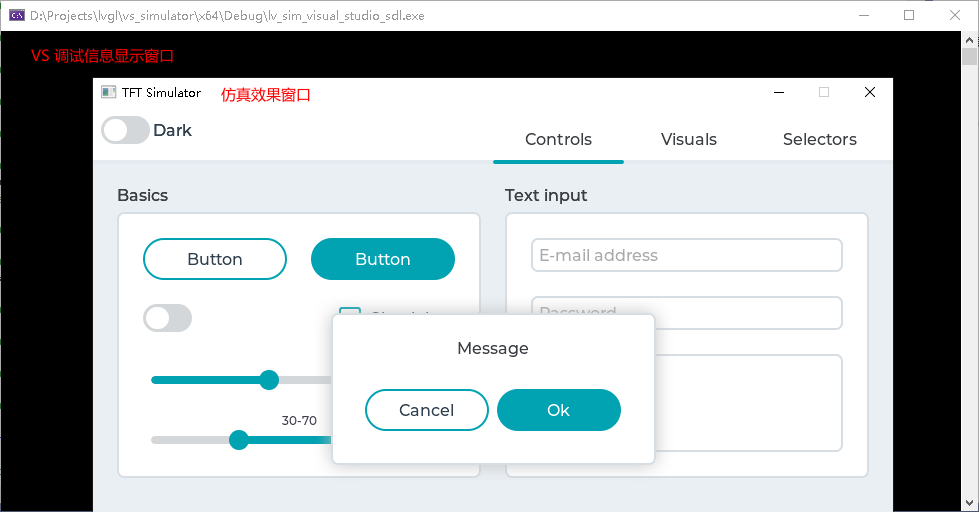 D:\Projects\lvgl\vs_simulator\x64\Debug\lv_sim_visual_studio_sdl.exe
VS 调试信息显示窗口
TFT Simulator 仿真效果窗口
Dark
Controls Visuals Selectors
Basics Text input
Button Button
E-mail address
Password
Message
Cancel Ok
30-70